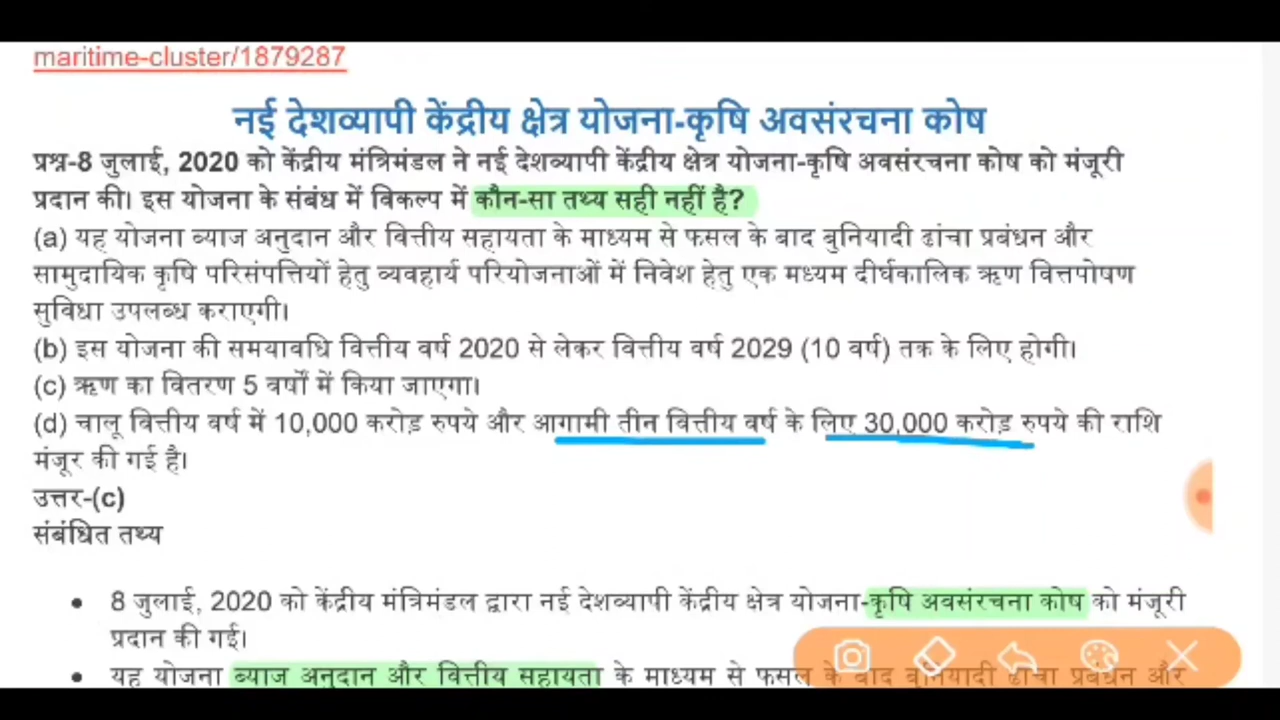 maritime-cluster/1879287
नई देशव्यापी केंद्रीय क्षेत्र योजना-कृषि अवसंरचना कोष
प्रश्न-8 जुलाई, 2020 को केंद्रीय मंत्रिमंडल ने नई देशव्यापी केंद्रीय क्षेत्र योजना-कृषि अवसंरचना कोष को मंजूरी
प्रदान की। इस योजना के संबंध में विकल्प में कौन-सा तथ्य सही नहीं है?
(a) यह योजना ब्याज अनुदान और वित्तीय सहायता के माध्यम से फसल के बाद बुनियादी ढांचा प्रबंधन और
सामुदायिक कृषि परिसंपत्तियों हेतु व्यवहार्य परियोजनाओं में निवेश हेतु एक मध्यम दीर्घकालिक ऋण वित्तपोषण
सुविधा उपलब्ध कराएगी।
(b) इस योजना की समयावधि वित्तीय वर्ष 2020 से लेकर वित्तीय वर्ष 2029 (10 वर्ष) तक के लिए होगी।
(c) ऋण का वितरण 5 वर्षों में किया जाएगा।
(d) चालू वित्तीय वर्ष में 10,000 करोड़ रुपये और आगामी तीन वित्तीय वर्ष के लिए 30,000 करोड़ रुपये की राशि
मंजूर की गई है।
उत्तर-(c)
संबंधित तथ्य
• 8 जुलाई, 2020 को केंद्रीय मंत्रिमंडल द्वारा नई देशव्यापी केंद्रीय क्षेत्र योजना-कृषि अवसंरचना कोष को मंजूरी
प्रदान की गई।
• यह योजना ब्याज अनुदान और वित्तीय सहायता के माध्यम से फसल के बाद बुनियादी ढांचा प्रबंधन और